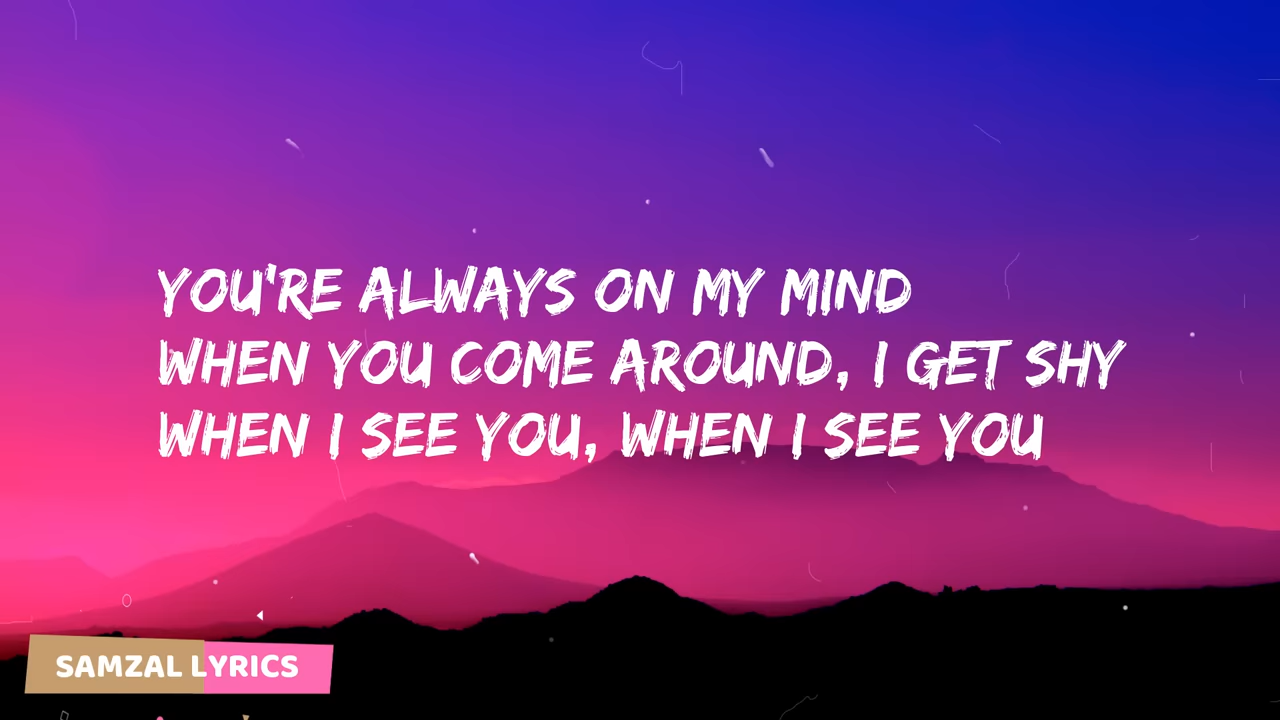 YOU'RE ALWAYS ON MY MIND
WHEN YOU COME AROUND, I GET SHY
WHEN I SEE YOU, WHEN I SEE YOU
SAMZAL LYRICS